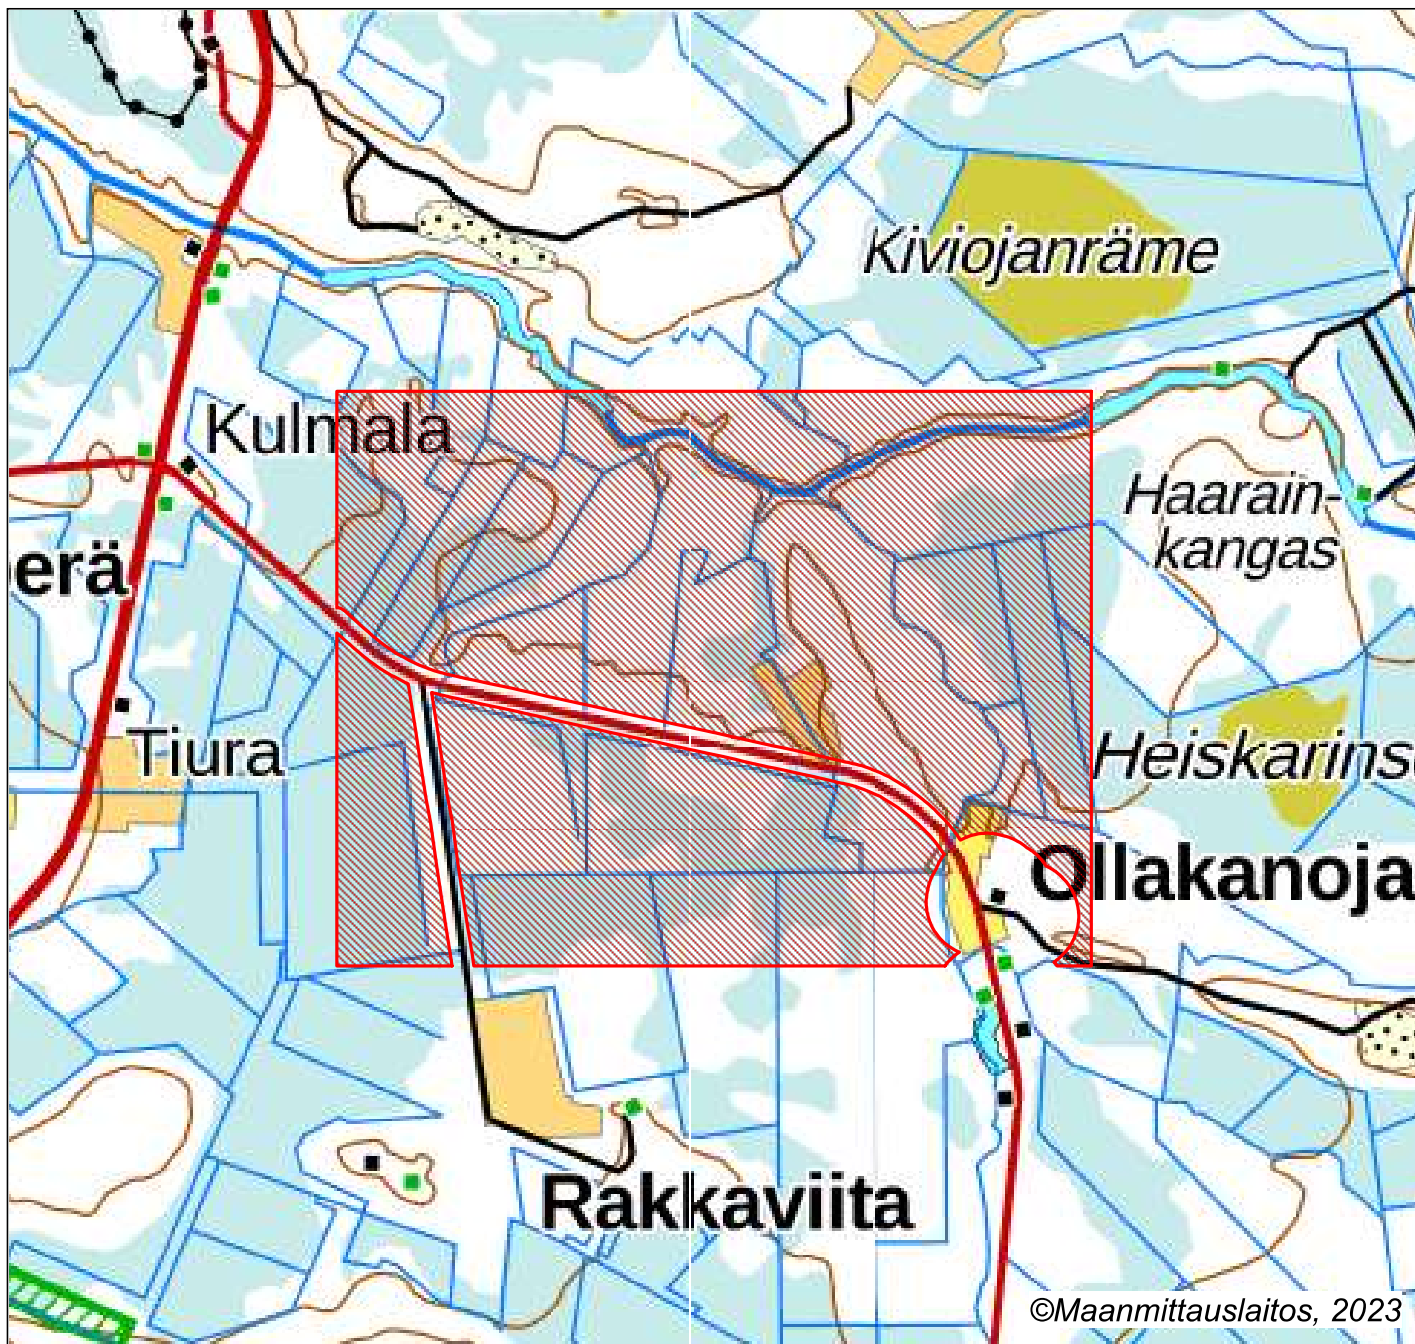 Kiviojanräme
Kulmala
Haarain-
kangas
erä
Tiura
Heiskarins
Ollakanoja
Rakkaviita
©Maanmittauslaitos, 2023